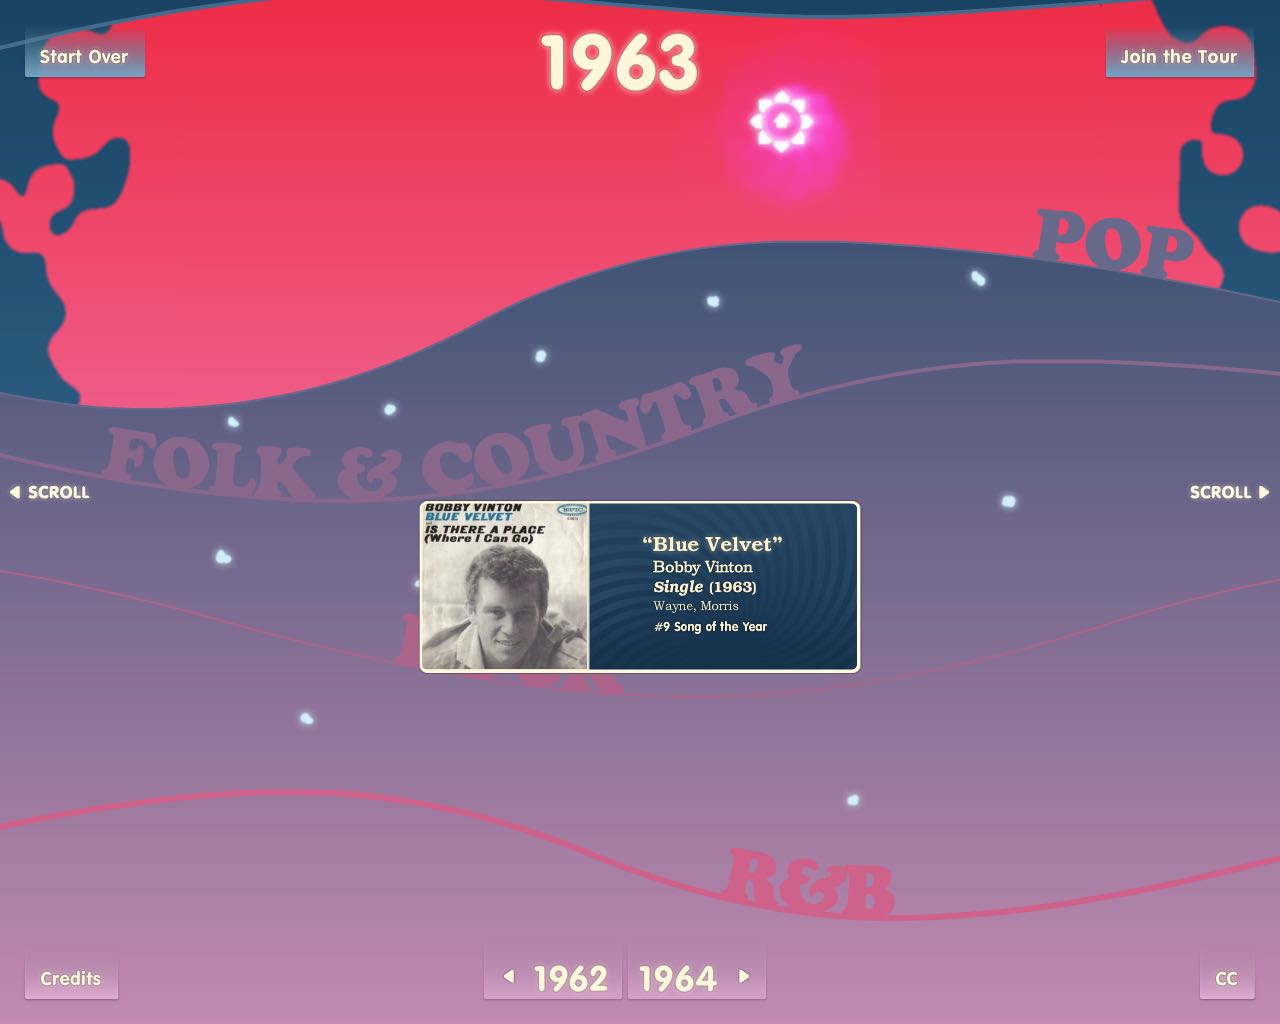 1963
Start Over
Join the Tour
POP
FOLK & COUNTRY
SCROLL
SCROLL
BOBBY VINTON
BLUE VELVET
IS THERE A PLACE
(Where I Can Go)
EPIC
“Blue Velvet”
Bobby Vinton
Single (1963)
Wayne, Morris
#9 Song of the Year
R&B
Credits
1962
1964
CC